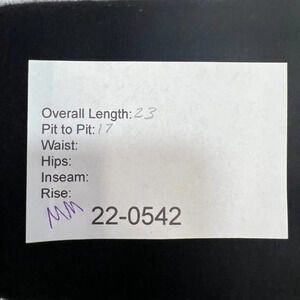 Overall Length: 23
Pit to Pit: 17
Waist:
Hips:
Inseam:
Rise:
MM 22-0542